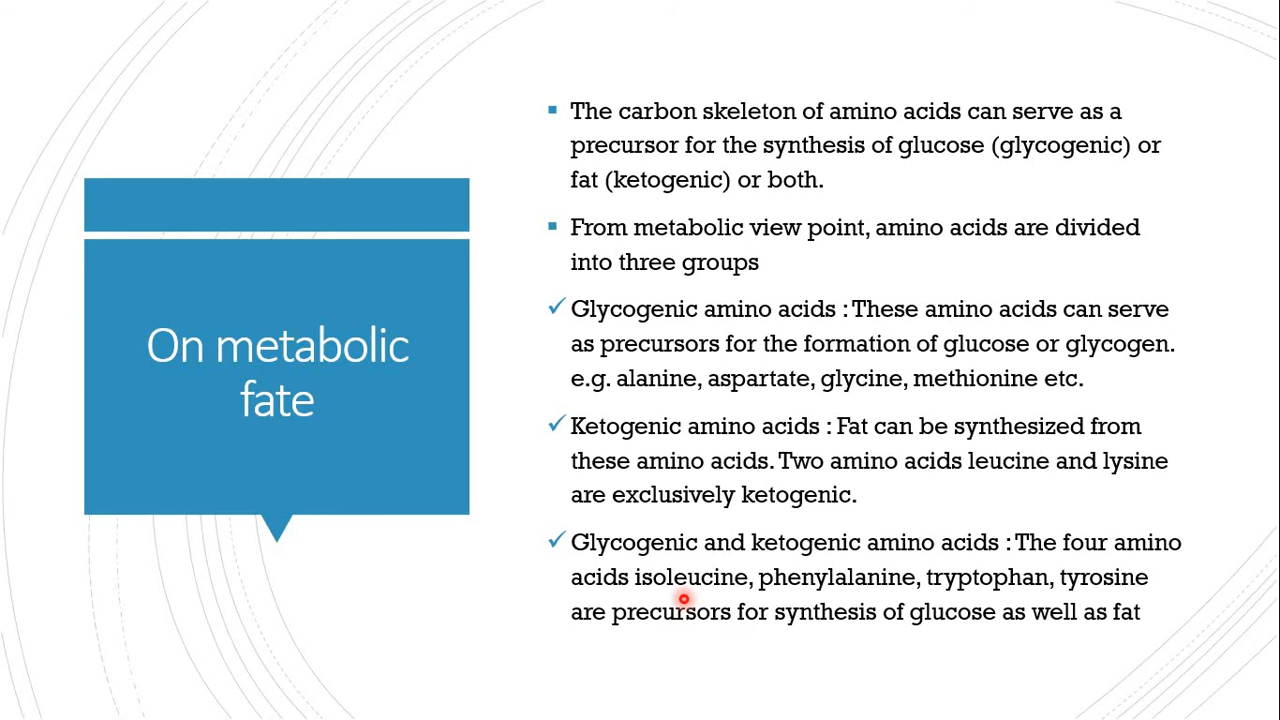 On metabolic
fate
The carbon skeleton of amino acids can serve as a
precursor for the synthesis of glucose (glycogenic) or
fat (ketogenic) or both.
From metabolic view point, amino acids are divided
into three groups
Glycogenic amino acids : These amino acids can serve
as precursors for the formation of glucose or glycogen.
e.g. alanine, aspartate, glycine, methionine etc.
Ketogenic amino acids : Fat can be synthesized from
these amino acids. Two amino acids leucine and lysine
are exclusively ketogenic.
Glycogenic and ketogenic amino acids : The four amino
acids isoleucine, phenylalanine, tryptophan, tyrosine
are precursors for synthesis of glucose as well as fat